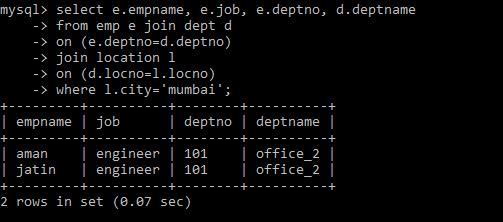 mysql> select e.empname, e.job, e.deptno, d.deptname
    -> from emp e join dept d
    -> on (e.deptno=d.deptno)
    -> join location l
    -> on (d.locno=l.locno)
    -> where l.city='mumbai';
+---------+----------+--------+----------+
| empname | job      | deptno | deptname |
+---------+----------+--------+----------+
| aman    | engineer | 101    | office_2 |
| jatin   | engineer | 101    | office_2 |
+---------+----------+--------+----------+
2 rows in set (0.07 sec)